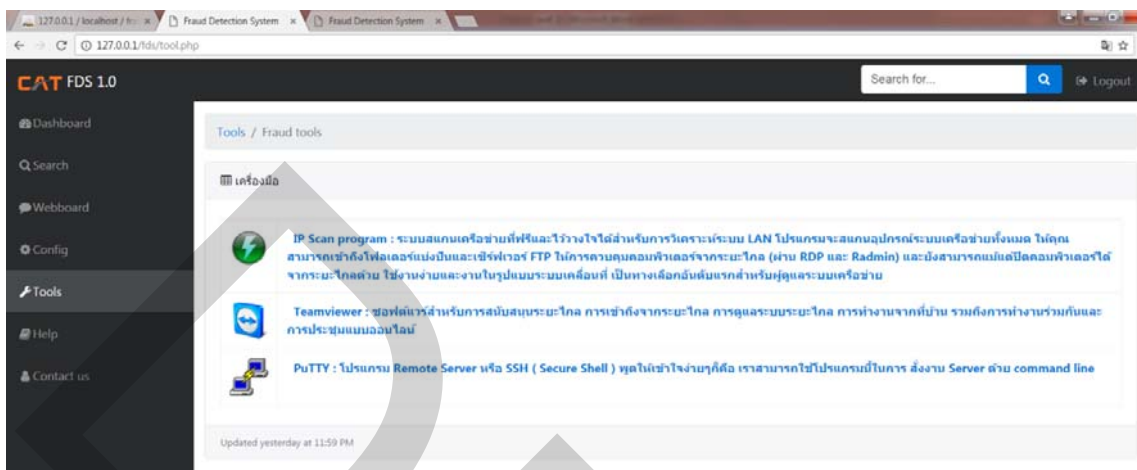 127.0.0.1 / localhost / fr
Fraud Detection System
Fraud Detection System
127.0.0.1/fds/tool.php
CAT FDS 1.0
Search for...
Logout
Dashboard
Search
Webboard
Config
Tools
Help
Contact us
Tools / Fraud tools
เครื่องมือ
IP Scan program : ระบบสแกนเครือข่ายที่ฟรีและไว้วางใจได้สำหรับการวิเคราะห์ระบบ LAN โปรแกรมจะสแกนอุปกรณ์ระบบเครือข่ายทั้งหมด ให้คุณ
สามารถเข้าถึงโฟลเดอร์แบ่งปันและเซิร์ฟเวอร์ FTP ให้การควบคุมคอมพิวเตอร์จากระยะไกล (ผ่าน RDP และ Radmin) และยังสามารถแม้แต่ปิดคอมพิวเตอร์ได้
จากระยะไกลด้วย ใช้งานง่ายและงานในรูปแบบระบบเคลื่อนที่ เป็นทางเลือกอันดับแรกสำหรับผู้ดูแลระบบเครือข่าย
Teamviewer : ซอฟต์แวร์สำหรับการสนับสนุนระยะไกล การเข้าถึงจากระยะไกล การดูแลระบบระยะไกล การทำงานจากที่บ้าน รวมถึงการทำงานร่วมกันและ
การประชุมแบบออนไลน์
PuTTY : โปรแกรม Remote Server หรือ SSH ( Secure Shell ) พูดให้เข้าใจง่ายๆก็คือ เราสามารถใช้โปรแกรมนี้ในการ สั่งงาน Server ด้วย command line
Updated yesterday at 11:59 PM